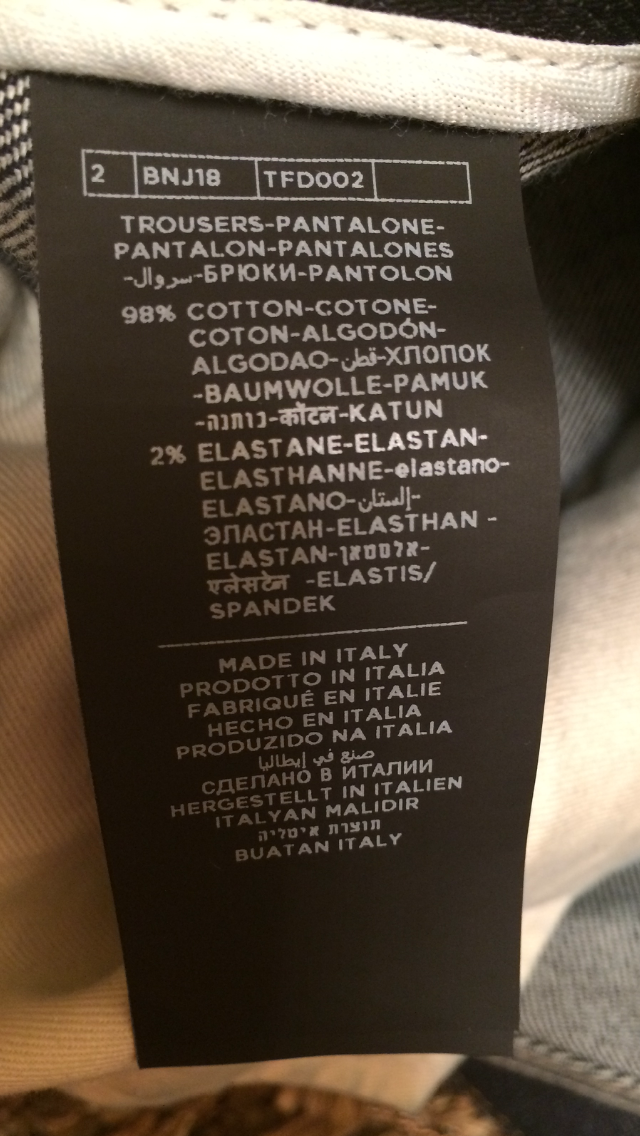 2 BNJ18 TFD002
TROUSERS-PANTALONE-
PANTALON-PANTALONES
-سروال-БРЮКИ-PANTOLON
98% COTTON-COTONE-
COTON-ALGODÓN-
ALGODAO-قطن-ХЛОПОК
-BAUMWOLLE-PAMUK
-כותנה-कॉटन-KATUN
2% ELASTANE-ELASTAN-
ELASTHANNE-elastano-
ELASTANO-إلستان-
ЭЛАСТАН-ELASTHAN -
ELASTAN-אלסטאן-
एलेसटेन -ELASTIS/
SPANDEK
MADE IN ITALY
PRODOTTO IN ITALIA
FABRIQUÉ EN ITALIE
HECHO EN ITALIA
PRODUZIDO NA ITALIA
صنع في إيطاليا
СДЕЛАНО В ИТАЛИИ
HERGESTELLT IN ITALIEN
ITALYAN MALIDIR
תוצרת איטליה
BUATAN ITALY